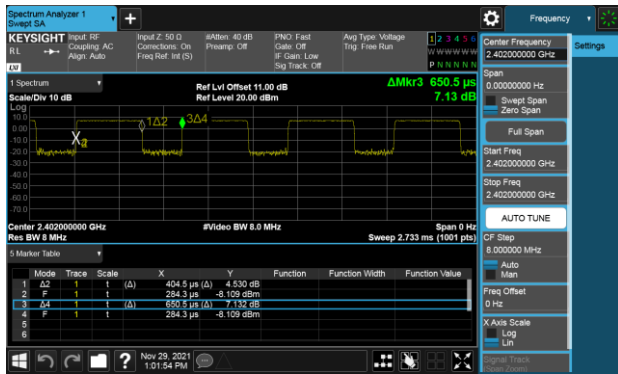 Spectrum Analyzer 1
Swept SA
Frequency
KEYSIGHT
Input: RF
Input Z: 50 Ω
#Atten: 40 dB
PNO: Fast
Avg Type: Voltage
1 2 3 4 5 6
RL
Coupling: AC
Corrections: On
Preamp: Off
Gate: Off
Trig: Free Run
W W W W W W
Align: Auto
Freq Ref: Int (S)
IF Gain: Low
P N N N N N
LXI
Sig Track: Off
1 Spectrum
Ref Lvl Offset 11.00 dB
ΔMkr3 650.5 µs
Scale/Div 10 dB
Ref Level 20.00 dBm
7.13 dB
Log
10.0
0.00
-10.0
-20.0
-30.0
-40.0
-50.0
-60.0
-70.0
1Δ2
3Δ4
Center 2.402000000 GHz
#Video BW 8.0 MHz
Span 0 Hz
Res BW 8 MHz
Sweep 2.733 ms (1001 pts)
5 Marker Table
Mode Trace Scale X Y Function Function Width Function Value
1 Δ2 1 t (Δ) 404.5 µs (Δ) 4.530 dB
2 F 1 t 284.3 µs -8.109 dBm
3 Δ4 1 t (Δ) 650.5 µs (Δ) 7.132 dB
4 F 1 t 284.3 µs -8.109 dBm
5
6
Nov 29, 2021
1:01:54 PM
Center Frequency
2.402000000 GHz
Span
0.00000000 Hz
Swept Span
Zero Span
Full Span
Start Freq
2.402000000 GHz
Stop Freq
2.402000000 GHz
AUTO TUNE
CF Step
8.000000 MHz
Auto
Man
Freq Offset
0 Hz
X Axis Scale
Log
Lin
Signal Track
(Span Zoom)
Settings